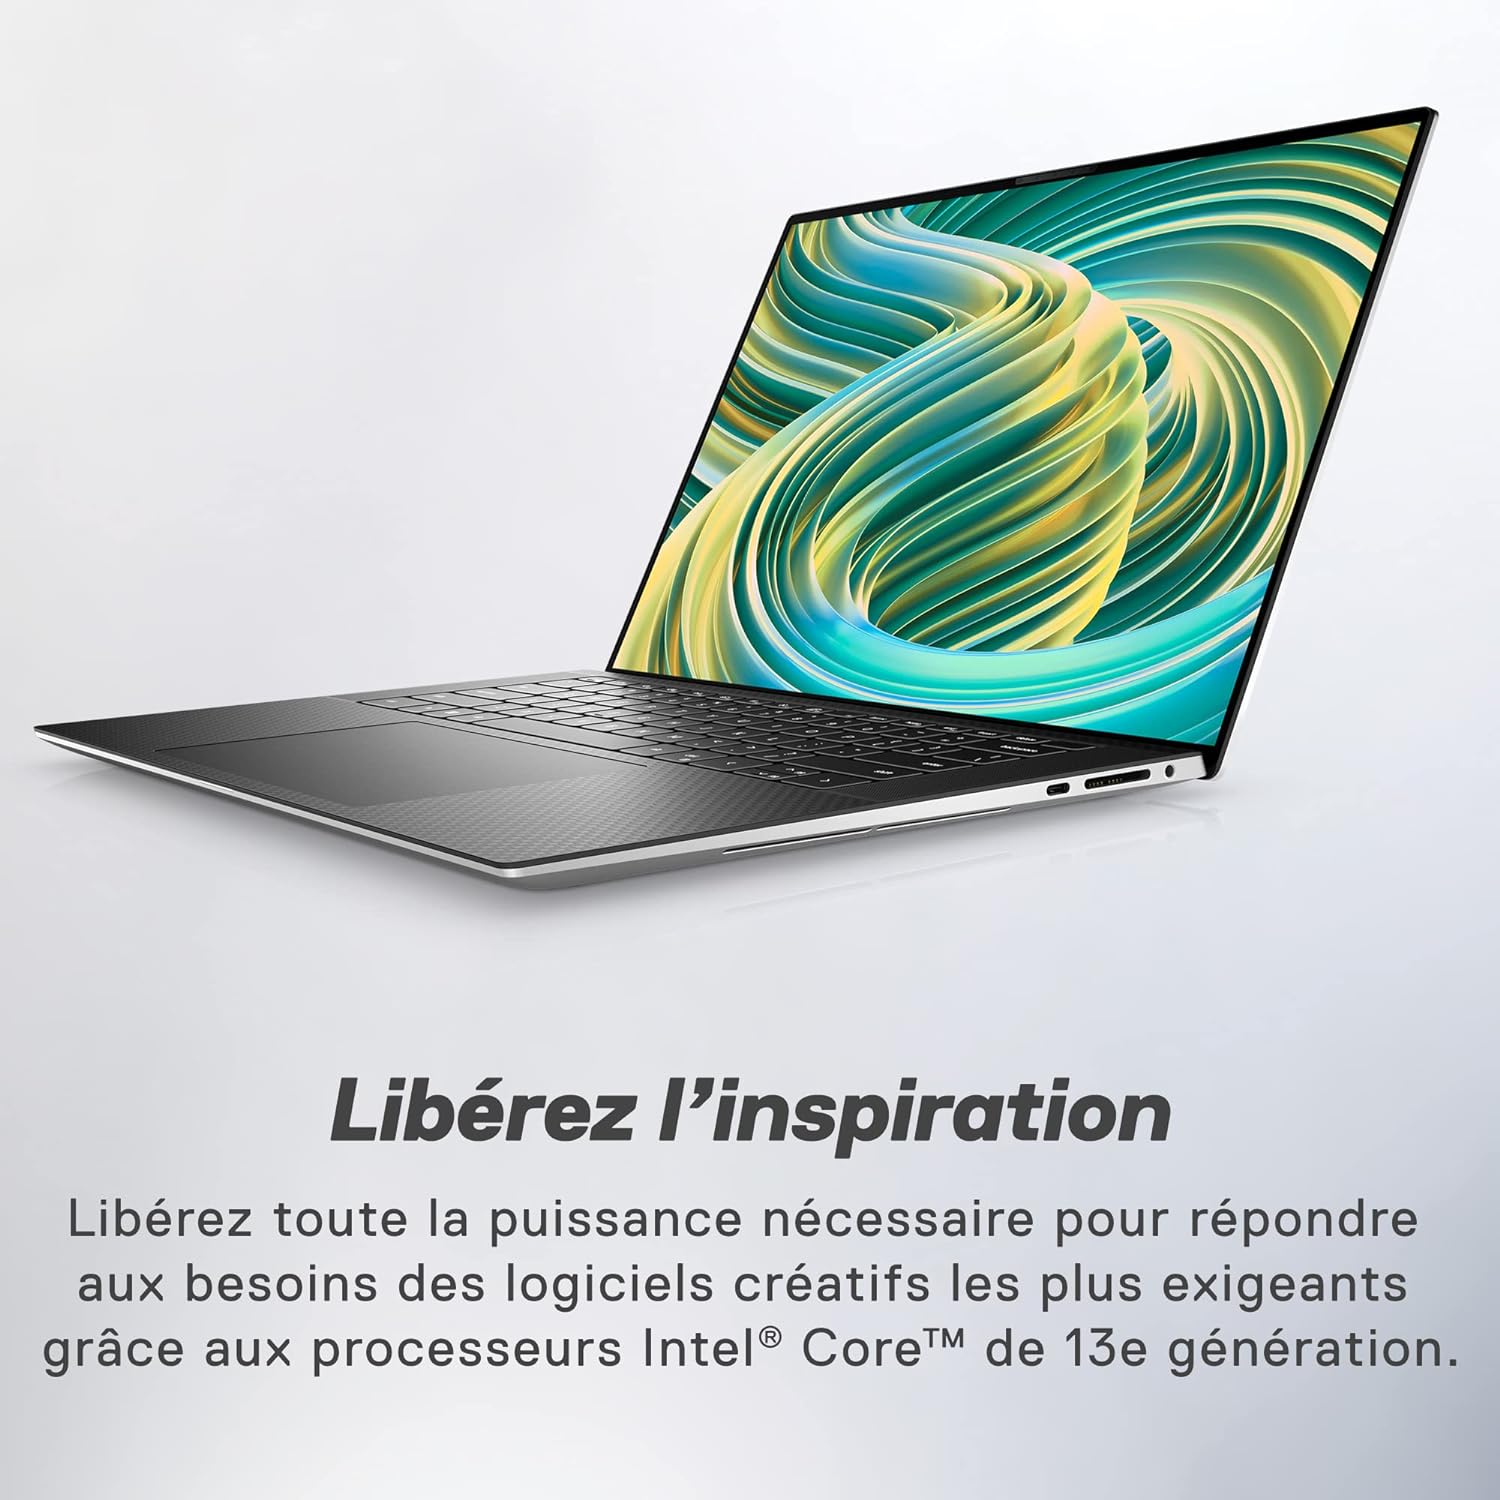 Libérez l'inspiration
Libérez toute la puissance nécessaire pour répondre
aux besoins des logiciels créatifs les plus exigeants
grâce aux processeurs Intel® Core™ de 13e génération.